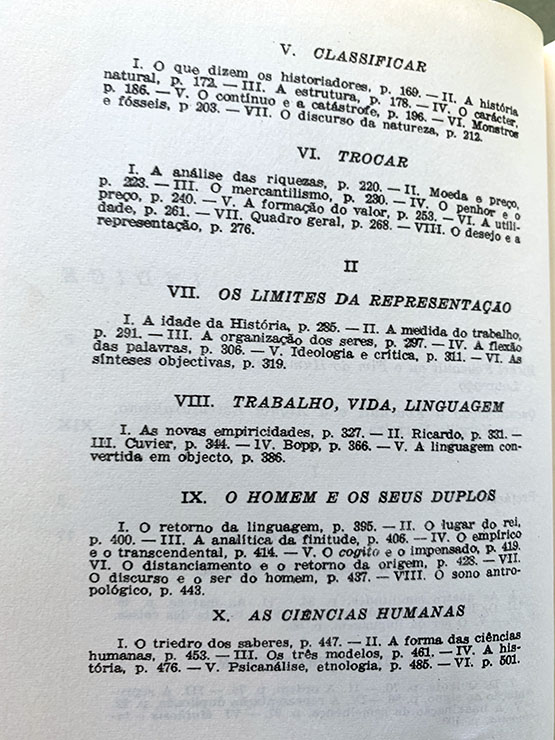 V. CLASSIFICAR
I. O que dizem os historiadores, p. 169. — II. A história
natural, p. 172. — III. A estrutura, p. 178. — IV. O carácter,
p. 186. — V. O contínuo e a catástrofe, p. 196. — VI. Monstros
e fósseis, p 203. — VII. O discurso da natureza, p. 212.
VI. TROCAR
I. A análise das riquezas, p. 220. — II. Moeda e preço,
p. 223. — III. O mercantilismo, p. 230. — IV. O penhor e o
preço, p. 240. — V. A formação do valor, p. 253. — VI. A utili-
dade, p. 261. — VII. Quadro geral, p. 268. — VIII. O desejo e a
representação, p. 276.
II
VII. OS LIMITES DA REPRESENTAÇÃO
I. A idade da História, p. 285. — II. A medida do trabalho,
p. 291. — III. A organização dos seres, p. 297. — IV. A flexão
das palavras, p. 306. — V. Ideologia e crítica, p. 311. — VI. As
sínteses objectivas, p. 319.
VIII. TRABALHO, VIDA, LINGUAGEM
I. As novas empiricidades, p. 327. — II. Ricardo, p. 331. —
III. Cuvier, p. 344. — IV. Bopp, p. 366. — V. A linguagem con-
vertida em objecto, p. 386.
IX. O HOMEM E OS SEUS DUPLOS
I. O retorno da linguagem, p. 395. — II. O lugar do rei,
p. 400. — III. A analítica da finitude, p. 406. — IV. O empírico
e o transcendental, p. 414. — V. O cogito e o impensado, p. 419.
VI. O distanciamento e o retorno da origem, p. 428. — VII.
O discurso e o ser do homem, p. 437. — VIII. O sono antro-
pológico, p. 443.
X. AS CIÊNCIAS HUMANAS
I. O triedro dos saberes, p. 447. — II. A forma das ciências
humanas, p. 453. — III. Os três modelos, p. 461. — IV. A his-
tória, p. 476. — V. Psicanálise, etnologia, p. 485. — VI. p. 501.